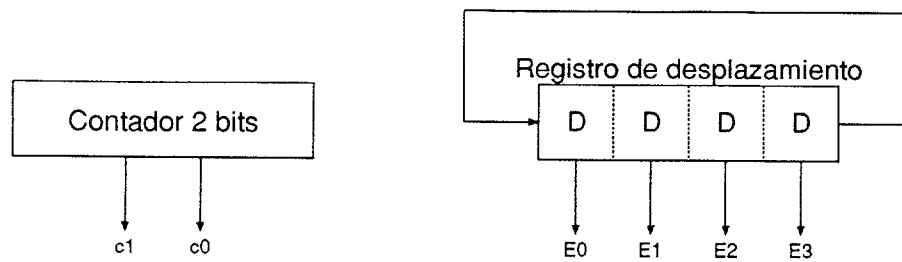 Contador 2 bits
c1 c0
Registro de desplazamiento
D D D D
E0 E1 E2 E3